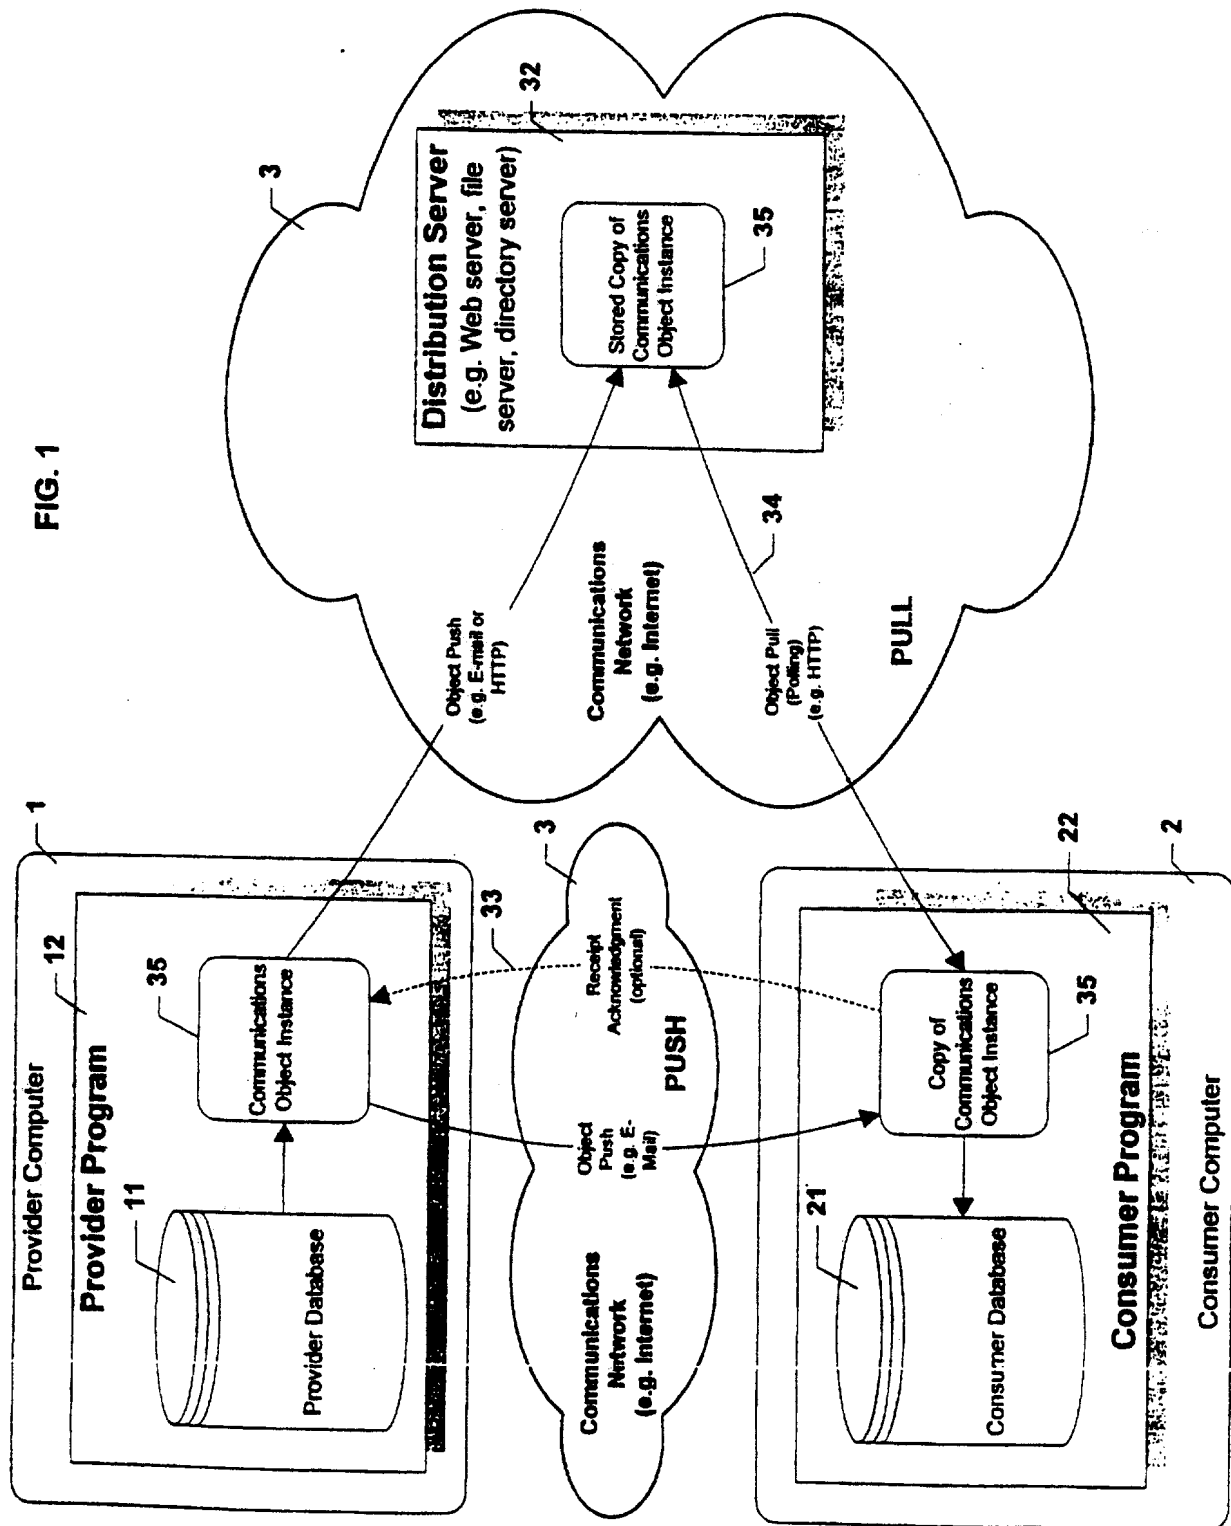 FIG. 1
Provider Computer
1
Provider Program
12
11
Provider Database
35
Communications
Object Instance
3
Communications
Network
(e.g. Internet)
Object
Push
(e.g. E-
Mail)
PUSH
Receipt
Acknowledgment
(optional)
33
Consumer Computer
2
Consumer Program
22
21
Consumer Database
Copy of
Communications
Object Instance
35
3
Object Push
(e.g. E-mail or
HTTP)
Communications
Network
(e.g. Internet)
Object Pull
(Polling)
(e.g. HTTP)
34
PULL
Distribution Server
(e.g. Web server, file
server, directory server)
32
Stored Copy of
Communications
Object Instance
35